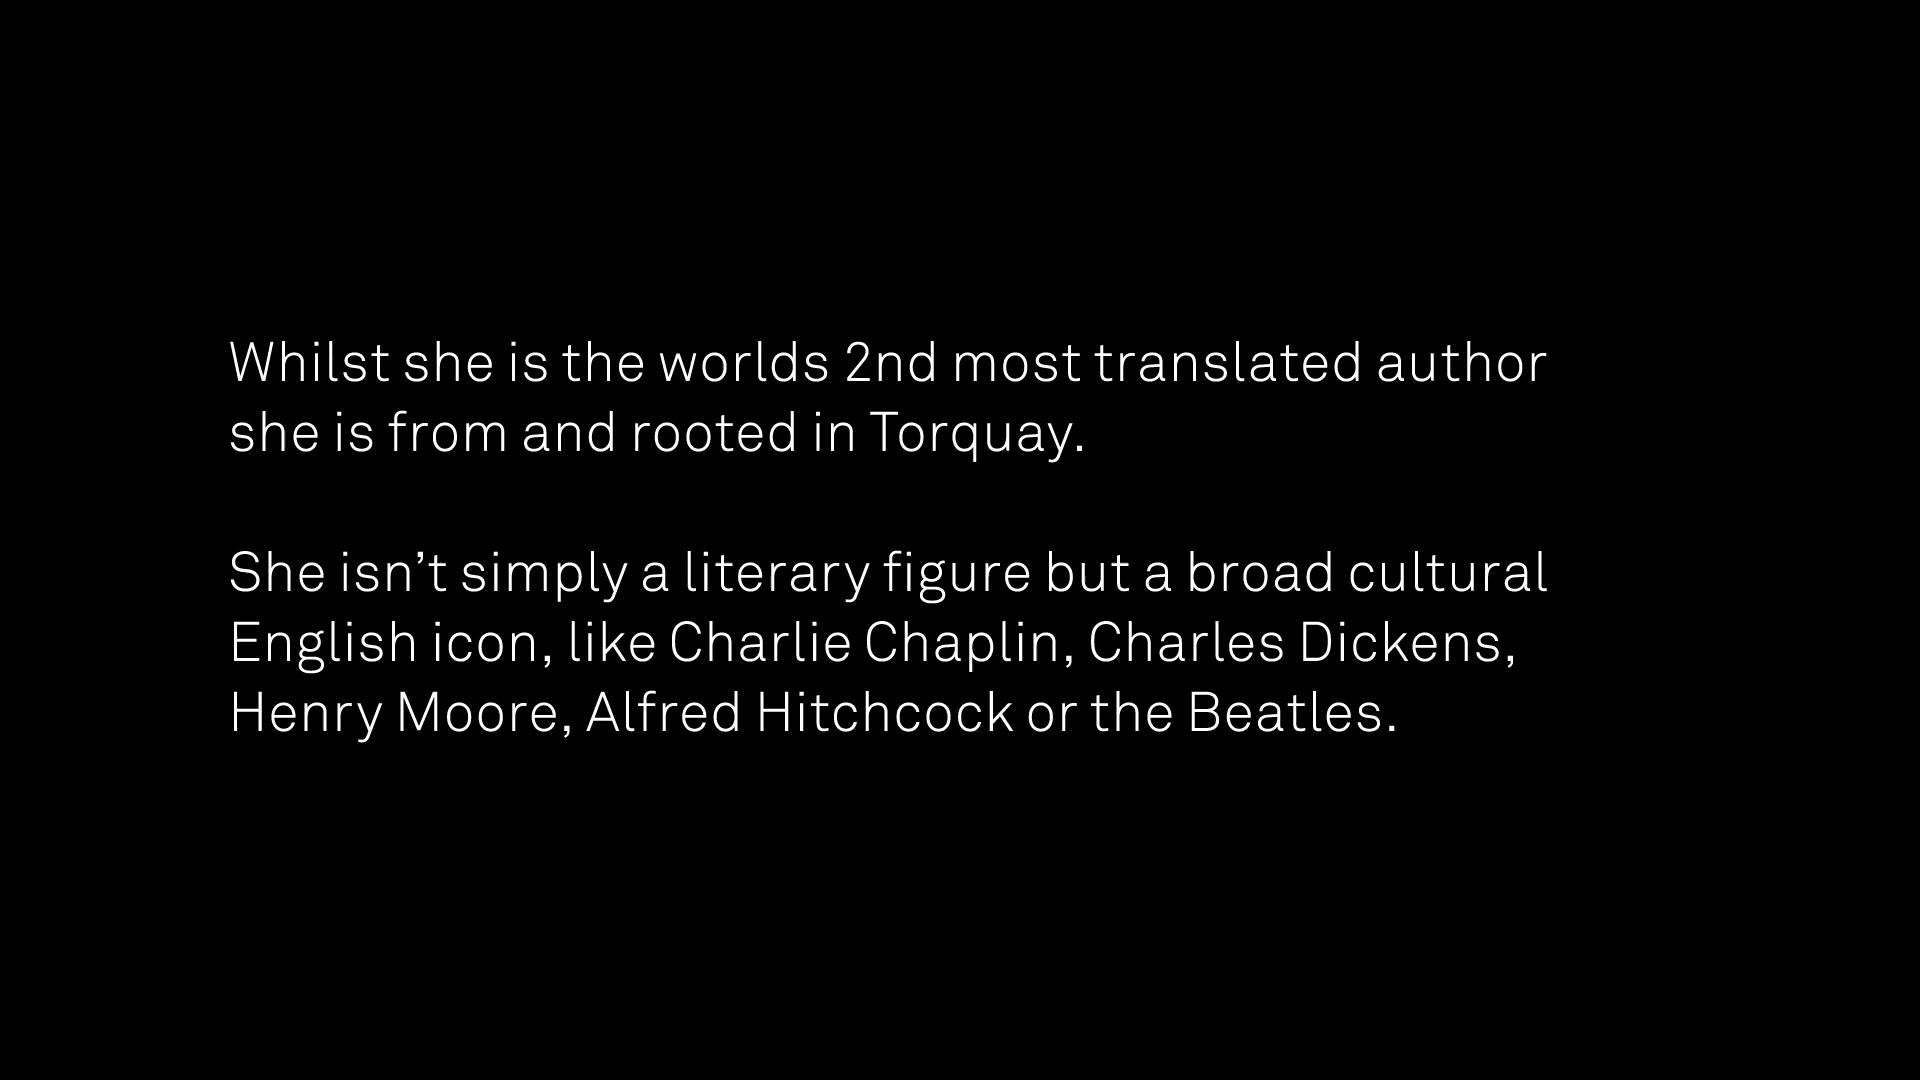 Whilst she is the worlds 2nd most translated author
she is from and rooted in Torquay.
She isn’t simply a literary figure but a broad cultural
English icon, like Charlie Chaplin, Charles Dickens,
Henry Moore, Alfred Hitchcock or the Beatles.